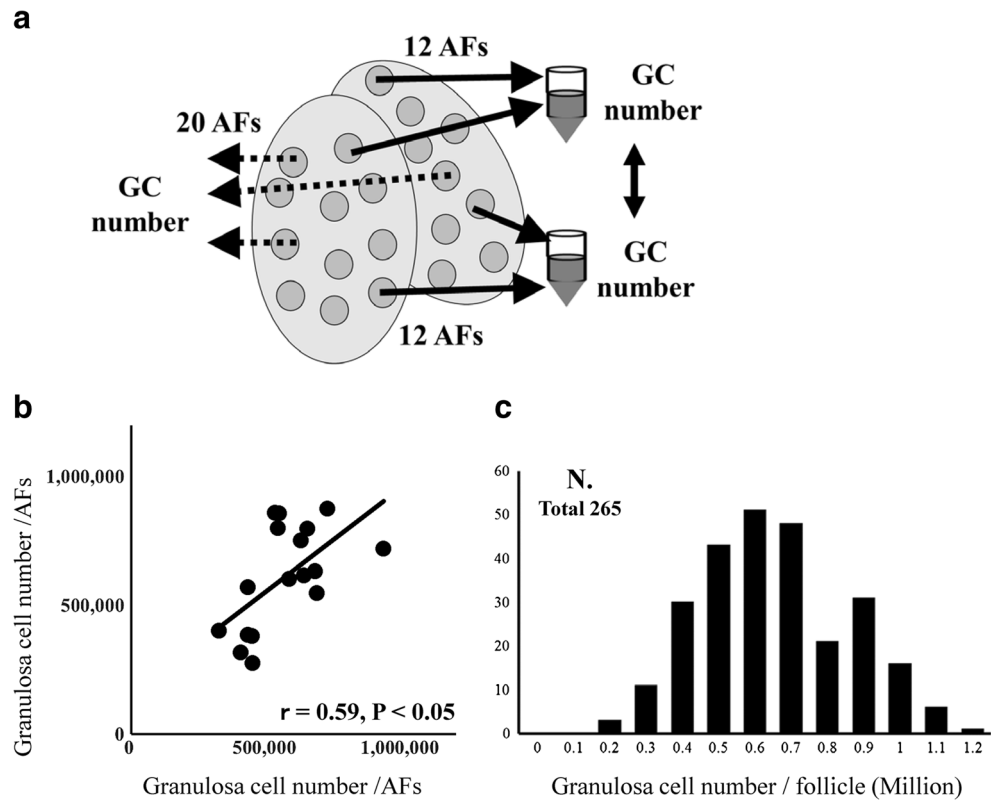 a
12 AFs
20 AFs
GC
number
GC
number
GC
number
12 AFs
b
Granulosa cell number /AFs
1,000,000
500,000
0
r = 0.59, P < 0.05
0
500,000
1,000,000
Granulosa cell number /AFs
c
N.
Total 265
60
50
40
30
20
10
0
0 0.1 0.2 0.3 0.4 0.5 0.6 0.7 0.8 0.9 1 1.1 1.2
Granulosa cell number / follicle (Million)